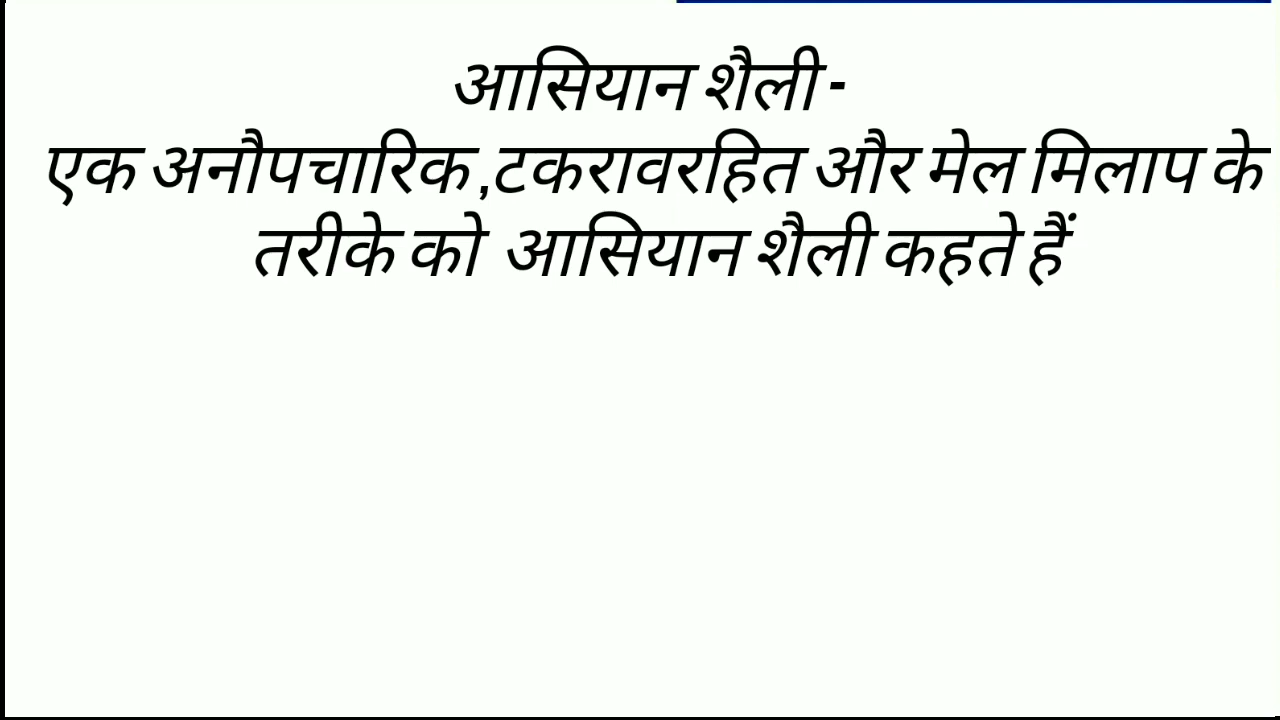 आसियान शैली -
एक अनौपचारिक ,टकरावरहित और मेल मिलाप के
तरीके को आसियान शैली कहते हैं